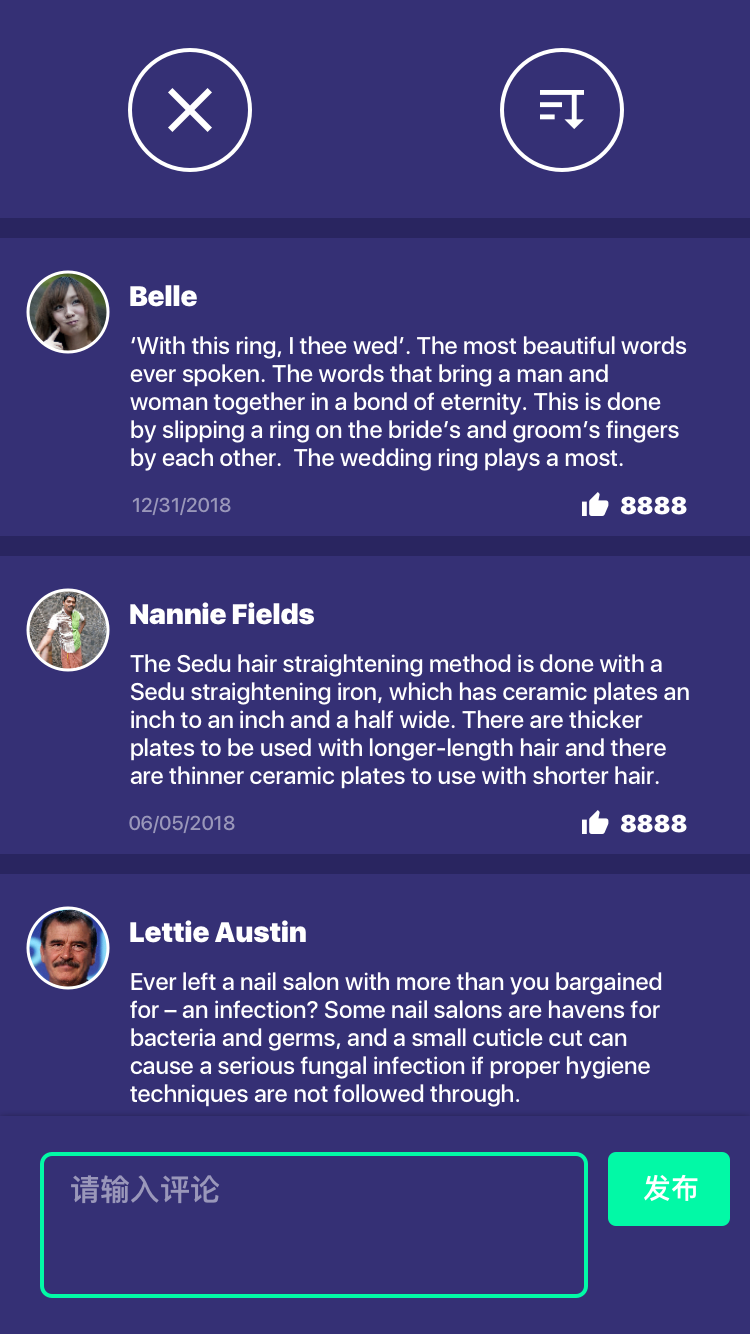 Belle
‘With this ring, I thee wed’. The most beautiful words
ever spoken. The words that bring a man and
woman together in a bond of eternity. This is done
by slipping a ring on the bride’s and groom’s fingers
by each other.  The wedding ring plays a most.
12/31/2018
8888
Nannie Fields
The Sedu hair straightening method is done with a
Sedu straightening iron, which has ceramic plates an
inch to an inch and a half wide. There are thicker
plates to be used with longer-length hair and there
are thinner ceramic plates to use with shorter hair.
06/05/2018
8888
Lettie Austin
Ever left a nail salon with more than you bargained
for – an infection? Some nail salons are havens for
bacteria and germs, and a small cuticle cut can
cause a serious fungal infection if proper hygiene
techniques are not followed through.
请输入评论
发布